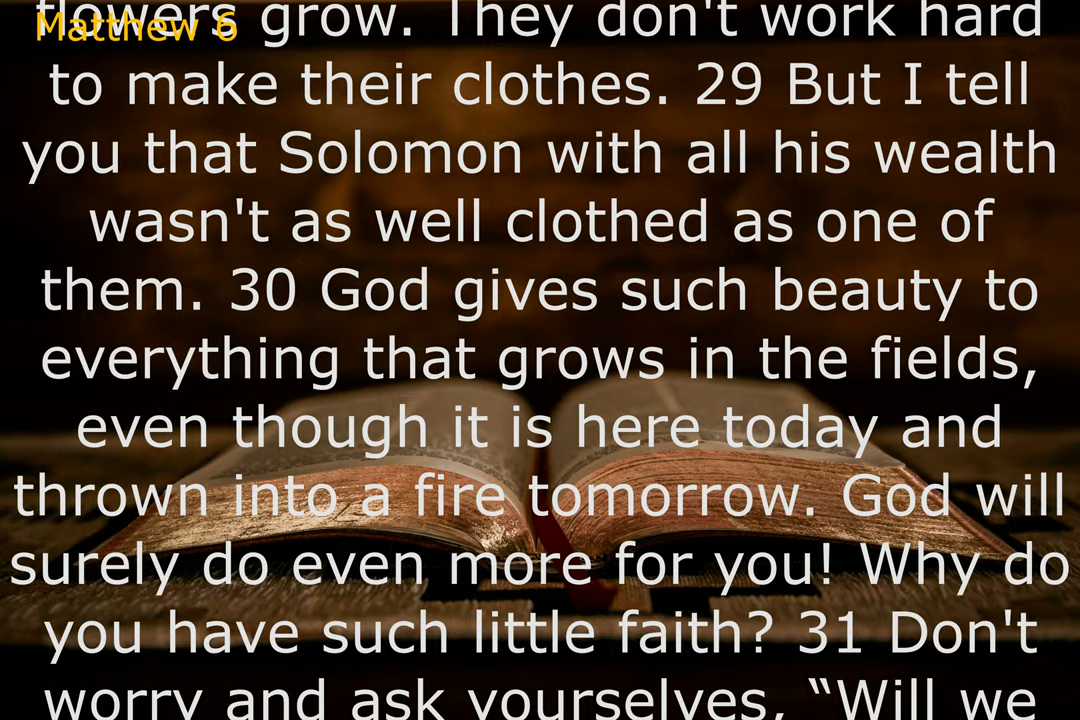 Matthew 6
flowers grow. They don't work hard
to make their clothes. 29 But I tell
you that Solomon with all his wealth
wasn't as well clothed as one of
them. 30 God gives such beauty to
everything that grows in the fields,
even though it is here today and
thrown into a fire tomorrow. God will
surely do even more for you! Why do
you have such little faith? 31 Don't
worry and ask yourselves, “Will we